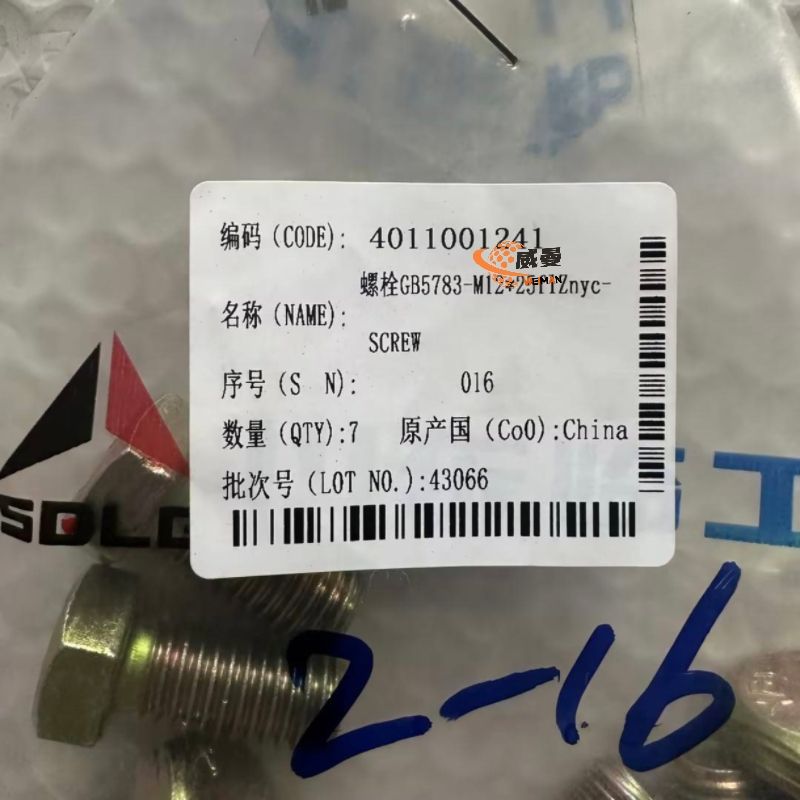 编码(CODE): 4011001241
威曼
螺栓GB5783-M12*25f1Znyc-
名称(NAME):
SCREW
序号(S N): 016
数量(QTY):7 原产国(CoO):China
批次号(LOT NO.):43066
SDLG
2-16